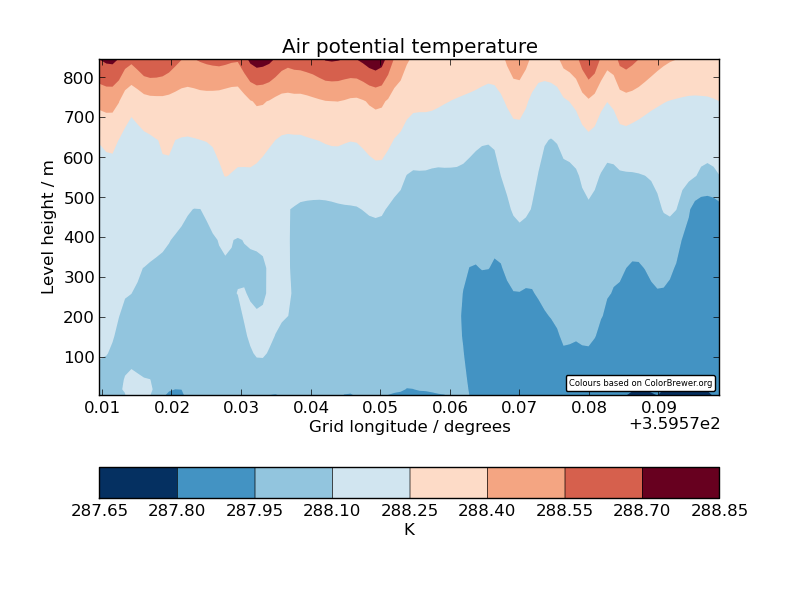 Air potential temperature
Level height / m
800
700
600
500
400
300
200
100
Colours based on ColorBrewer.org
0.01 0.02 0.03 0.04 0.05 0.06 0.07 0.08 0.09
+3.5957e2
Grid longitude / degrees
287.65 287.80 287.95 288.10 288.25 288.40 288.55 288.70 288.85
K